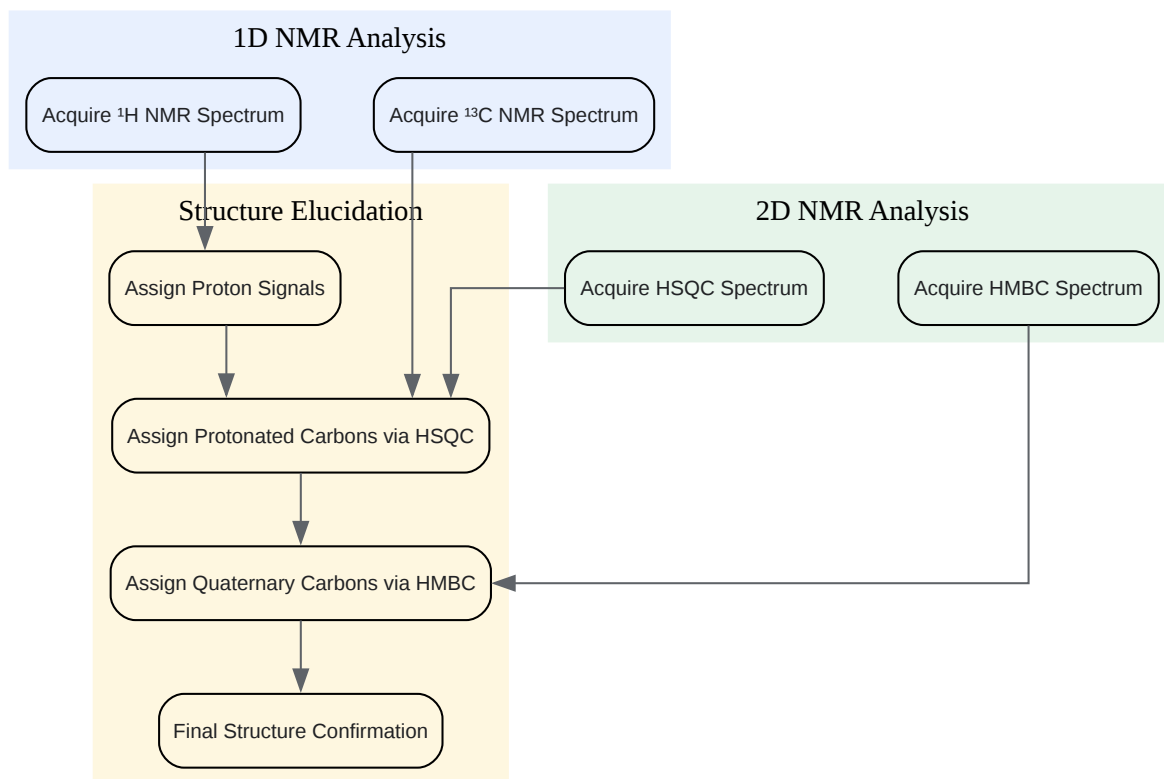 1D NMR Analysis
Acquire ¹H NMR Spectrum
Acquire ¹³C NMR Spectrum
Structure Elucidation
2D NMR Analysis
Assign Proton Signals
Acquire HSQC Spectrum
Acquire HMBC Spectrum
Assign Protonated Carbons via HSQC
Assign Quaternary Carbons via HMBC
Final Structure Confirmation